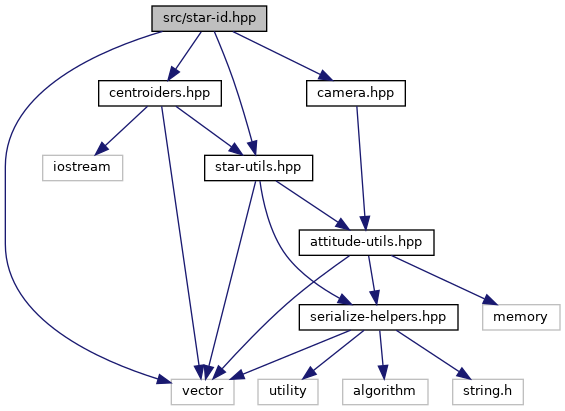 src/star-id.hpp
centroiders.hpp
camera.hpp
iostream
star-utils.hpp
attitude-utils.hpp
serialize-helpers.hpp
memory
vector
utility
algorithm
string.h